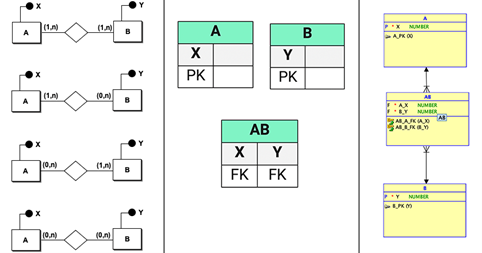 X Y
A (1,n) (1,n) B
X Y
A (1,n) (0,n) B
X Y
A (0,n) (1,n) B
X Y
A (0,n) (0,n) B
A
X
PK
B
Y
PK
AB
X Y
FK FK
A
P * X NUMBER
A_PK (X)
AB
F * A_X NUMBER
F * B_Y NUMBER
AB
AB_A_FK (A_X)
AB_B_FK (B_Y)
B
P * Y NUMBER
B_PK (Y)